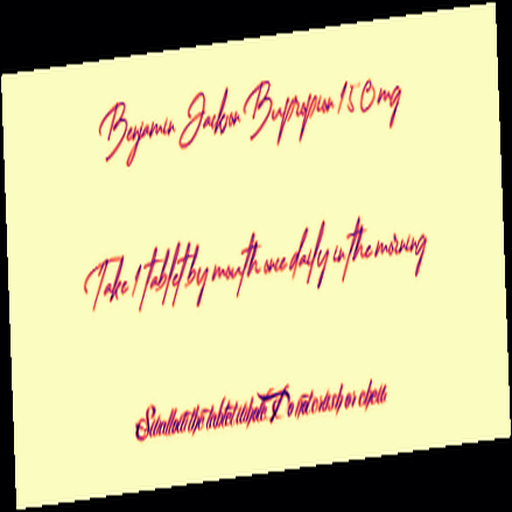 Benjamin Jackson Bupropion 150 mg
Take 1 tablet by mouth once daily in the morning
Swallow the tablet whole Do not crush or chew